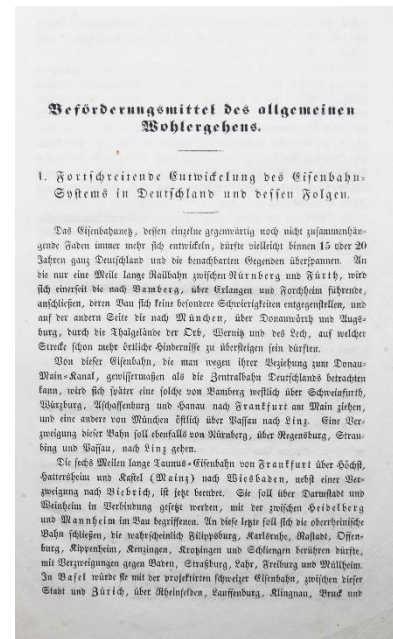 Beförderungsmittel des allgemeinen
Wohlergehens.
1. Fortschreitende Entwickelung des Eisenbahn-
Systems in Deutschland und dessen Folgen.
Das Eisenbahnnetz, dessen einzelne gegenwärtig noch nicht zusammenhän-
gende Faden immer mehr sich entwickeln, dürfte vielleicht binnen 15 oder 20
Jahren ganz Deutschland und die benachbarten Gegenden überspannen. An
die nur eine Meile lange Railbahn zwischen Nürnberg und Fürth, wird
sich einerseits die nach Bamberg, über Erlangen und Forchheim führende,
anschließen, deren Bau sich keine besondere Schwierigkeiten entgegenstellen, und
auf der andern Seite die nach München, über Donauwörth und Augs-
burg, durch die Thalgelände der Orb, Wernitz und des Lech, auf welcher
Strecke schon mehr örtliche Hindernisse zu übersteigen sein dürften.
Von dieser Eisenbahn, die man wegen ihrer Beziehung zum Donau-
Main-Kanal, gewissermaßen als die Zentralbahn Deutschlands betrachten
kann, wird sich später eine solche von Bamberg westlich über Schweinfurth,
Würzburg, Aschaffenburg und Hanau nach Frankfurt am Main ziehen,
und eine andere von München östlich über Passau nach Linz. Eine Ver-
zweigung dieser Bahn soll ebenfalls von Nürnberg, über Regensburg, Strau-
bing und Passau, nach Linz gehen.
Die sechs Meilen lange Taunus-Eisenbahn von Frankfurt über Höchst,
Hattersheim und Kastel (Mainz) nach Wiesbaden, nebst einer Ver-
zweigung nach Biebrich, ist jetzt beendet. Sie soll über Darmstadt und
Weinheim in Verbindung gesetzt werden, mit der zwischen Heidelberg
und Mannheim im Bau begriffenen. An diese letzte soll sich die oberrheinische
Bahn schließen, die wahrscheinlich Filippsburg, Karlsruhe, Rastadt, Offen-
burg, Kippenheim, Kenzingen, Krotzingen und Schliengen berühren dürfte,
mit Verzweigungen gegen Baden, Straßburg, Lahr, Freiburg und Müllheim.
In Basel würde sie mit der projektirten schweizer Eisenbahn, zwischen dieser
Stadt und Zürich, über Rheinfelden, Lauffenburg, Klingnau, Bruck und